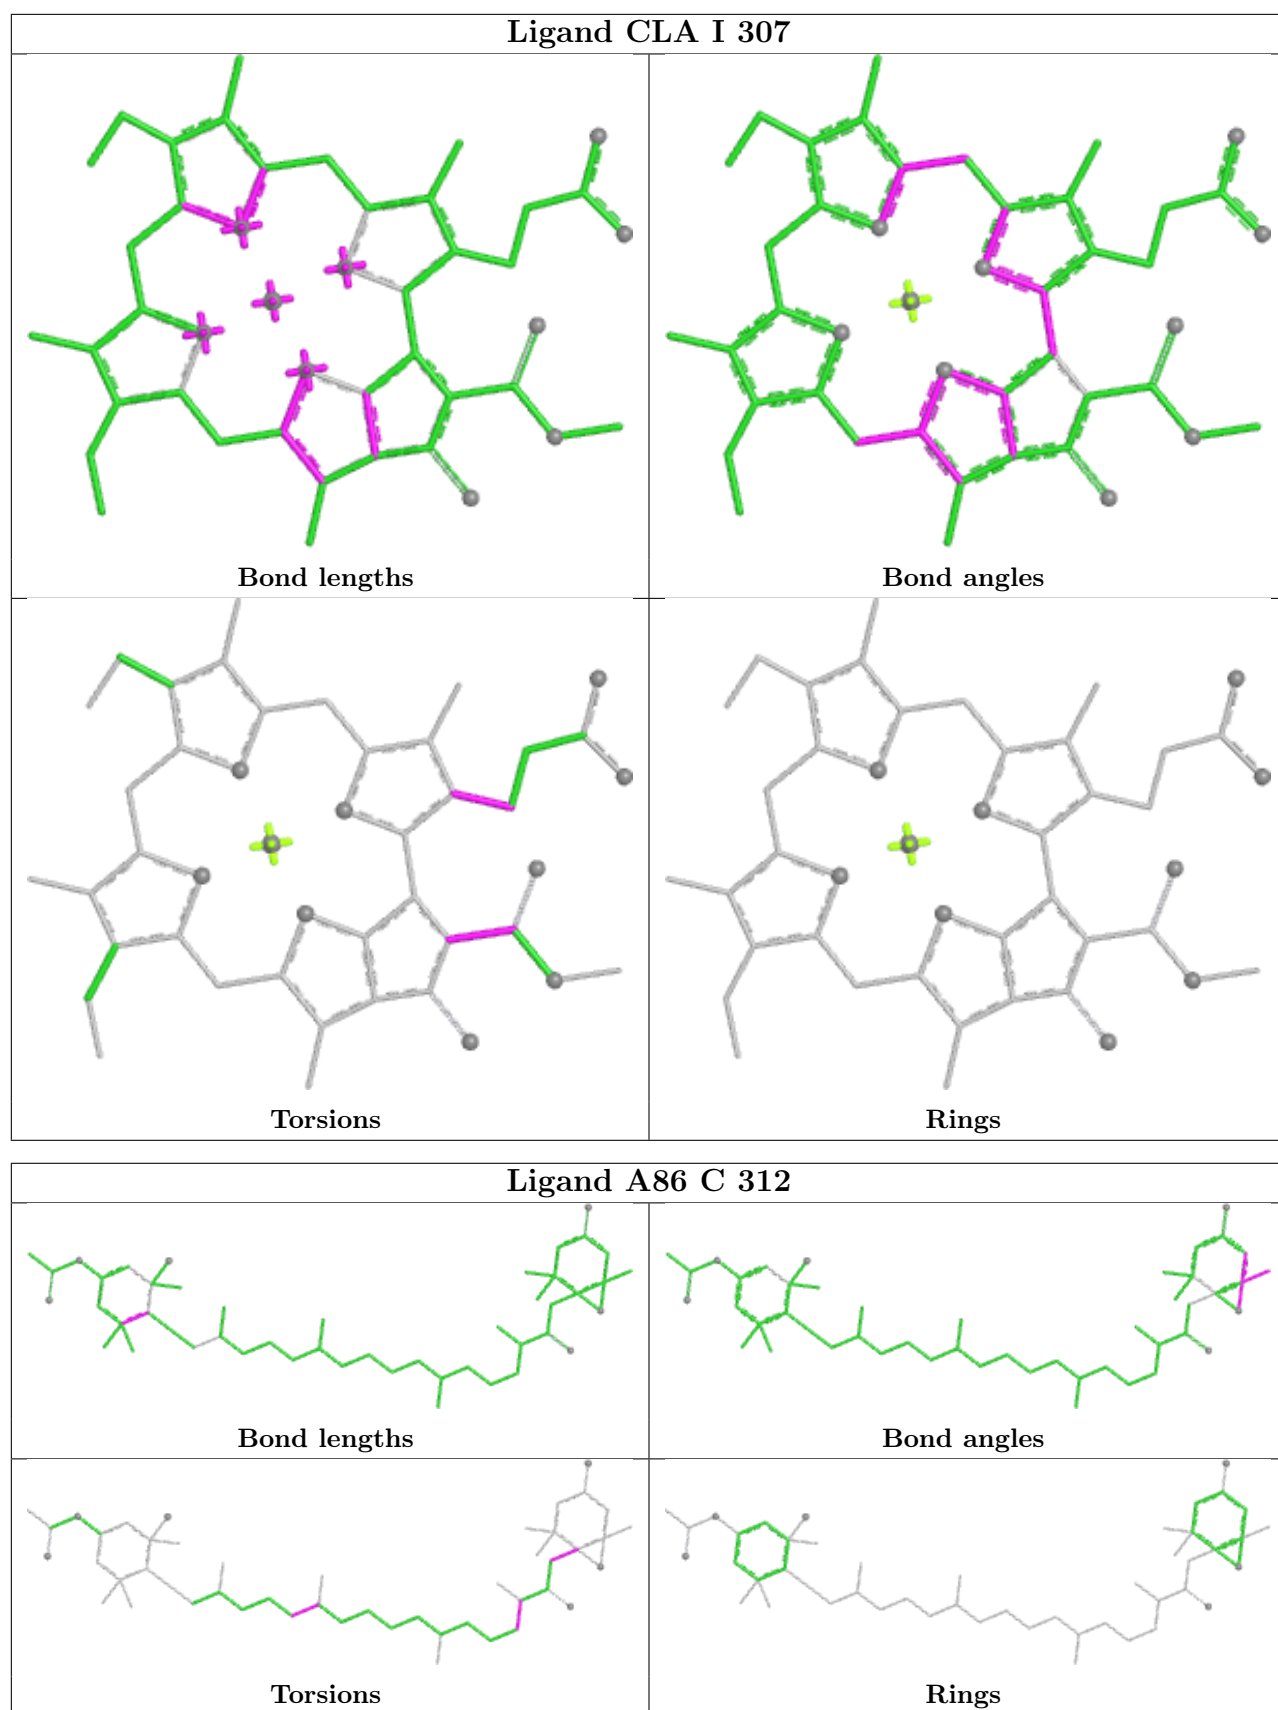 Ligand CLA I 307
Bond lengths
Bond angles
Torsions
Rings
Ligand A86 C 312
Bond lengths
Bond angles
Torsions
Rings